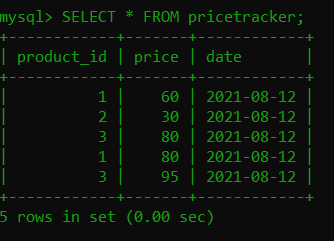 mysql> SELECT * FROM pricetracker;
+------------+-------+------------+
| product_id | price | date       |
+------------+-------+------------+
|          1 |    60 | 2021-08-12 |
|          2 |    30 | 2021-08-12 |
|          3 |    80 | 2021-08-12 |
|          1 |    80 | 2021-08-12 |
|          3 |    95 | 2021-08-12 |
+------------+-------+------------+
5 rows in set (0.00 sec)